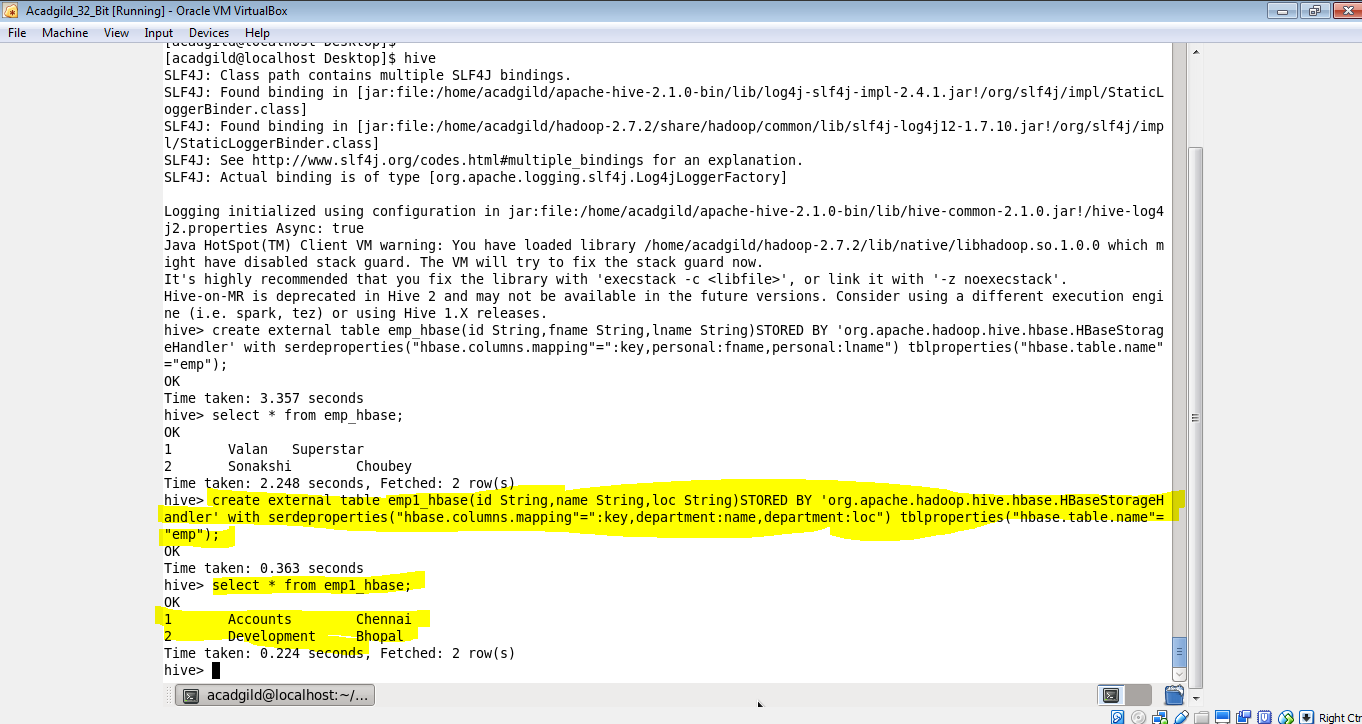 Acadgild_32_Bit [Running] - Oracle VM VirtualBox
File Machine View Input Devices Help
[acadgild@localhost Desktop]$
[acadgild@localhost Desktop]$ hive
SLF4J: Class path contains multiple SLF4J bindings.
SLF4J: Found binding in [jar:file:/home/acadgild/apache-hive-2.1.0-bin/lib/log4j-slf4j-impl-2.4.1.jar!/org/slf4j/impl/StaticL
oggerBinder.class]
SLF4J: Found binding in [jar:file:/home/acadgild/hadoop-2.7.2/share/hadoop/common/lib/slf4j-log4j12-1.7.10.jar!/org/slf4j/imp
l/StaticLoggerBinder.class]
SLF4J: See http://www.slf4j.org/codes.html#multiple_bindings for an explanation.
SLF4J: Actual binding is of type [org.apache.logging.slf4j.Log4jLoggerFactory]
Logging initialized using configuration in jar:file:/home/acadgild/apache-hive-2.1.0-bin/lib/hive-common-2.1.0.jar!/hive-log4
j2.properties Async: true
Java HotSpot(TM) Client VM warning: You have loaded library /home/acadgild/hadoop-2.7.2/lib/native/libhadoop.so.1.0.0 which m
ight have disabled stack guard. The VM will try to fix the stack guard now.
It's highly recommended that you fix the library with 'execstack -c <libfile>', or link it with '-z noexecstack'.
Hive-on-MR is deprecated in Hive 2 and may not be available in the future versions. Consider using a different execution engi
ne (i.e. spark, tez) or using Hive 1.X releases.
hive> create external table emp_hbase(id String,fname String,lname String)STORED BY 'org.apache.hadoop.hive.hbase.HBaseStorag
eHandler' with serdeproperties("hbase.columns.mapping"=":key,personal:fname,personal:lname") tblproperties("hbase.table.name"
="emp");
OK
Time taken: 3.357 seconds
hive> select * from emp_hbase;
OK
1 Valan Superstar
2 Sonakshi Choubey
Time taken: 2.248 seconds, Fetched: 2 row(s)
hive> create external table emp1_hbase(id String,name String,loc String)STORED BY 'org.apache.hadoop.hive.hbase.HBaseStorageH
andler' with serdeproperties("hbase.columns.mapping"=":key,department:name,department:loc") tblproperties("hbase.table.name"=
"emp");
OK
Time taken: 0.363 seconds
hive> select * from emp1_hbase;
OK
1 Accounts Chennai
2 Development Bhopal
Time taken: 0.224 seconds, Fetched: 2 row(s)
hive>
acadgild@localhost:~/...
Right Ctr